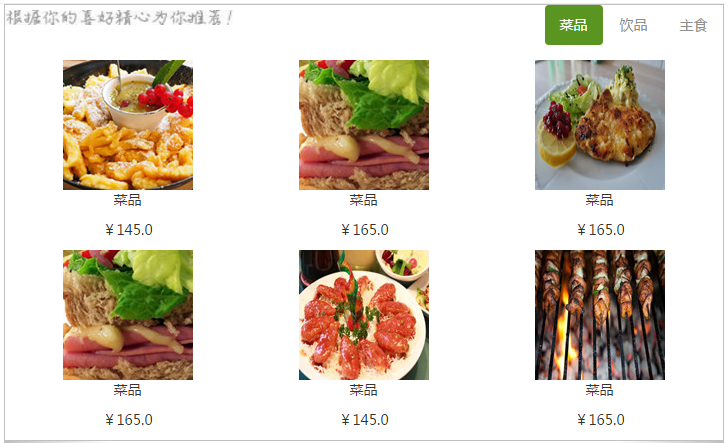 根据你的喜好精心为你推荐！
菜品 饮品 主食
菜品 菜品 菜品
￥145.0 ￥165.0 ￥165.0
菜品 菜品 菜品
￥165.0 ￥145.0 ￥165.0